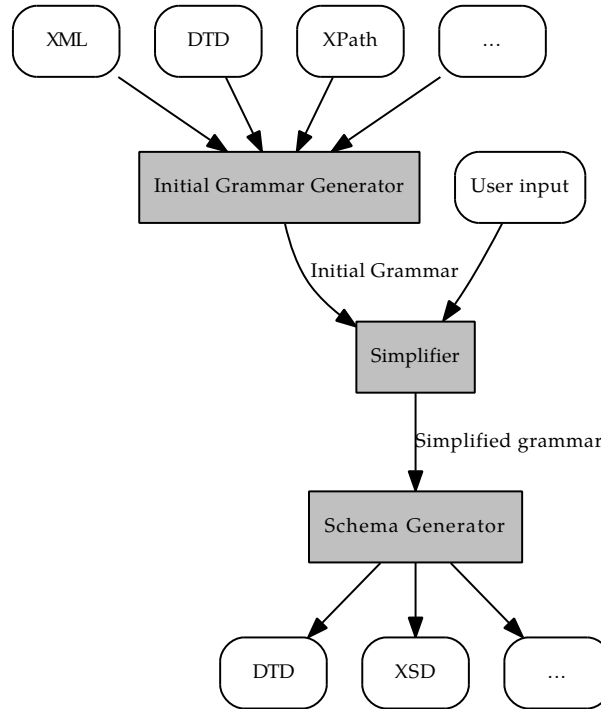 XML
DTD
XPath
...
Initial Grammar Generator
User input
Initial Grammar
Simplifier
Simplified grammar
Schema Generator
DTD
XSD
...